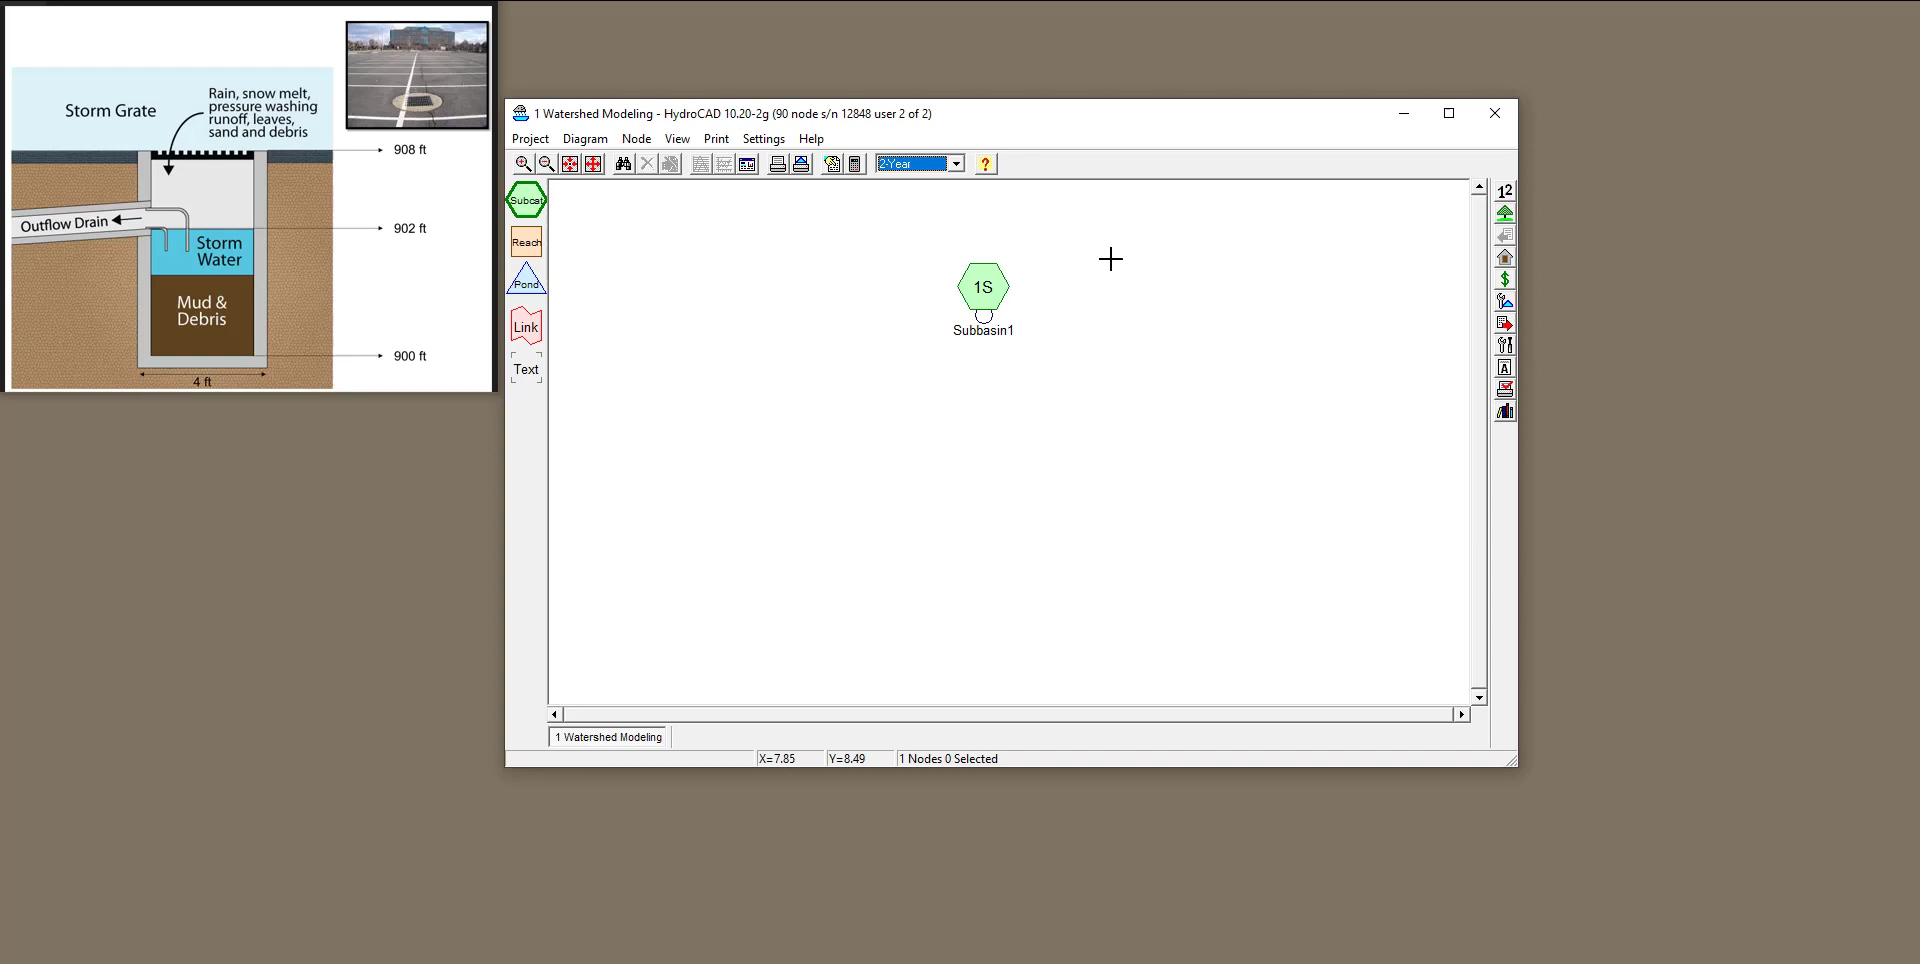 Storm Grate
Rain, snow melt,
pressure washing
runoff, leaves,
sand and debris
908 ft
Outflow Drain
902 ft
Storm
Water
Mud &
Debris
900 ft
4 ft
1 Watershed Modeling - HydroCAD 10.20-2g (90 node s/n 12848 user 2 of 2)
Project Diagram Node View Print Settings Help
2-Year
?
Subcat
Reach
Pond
Link
Text
1S
Subbasin1
12
$
A
1 Watershed Modeling
X=7.85 Y=8.49 1 Nodes 0 Selected